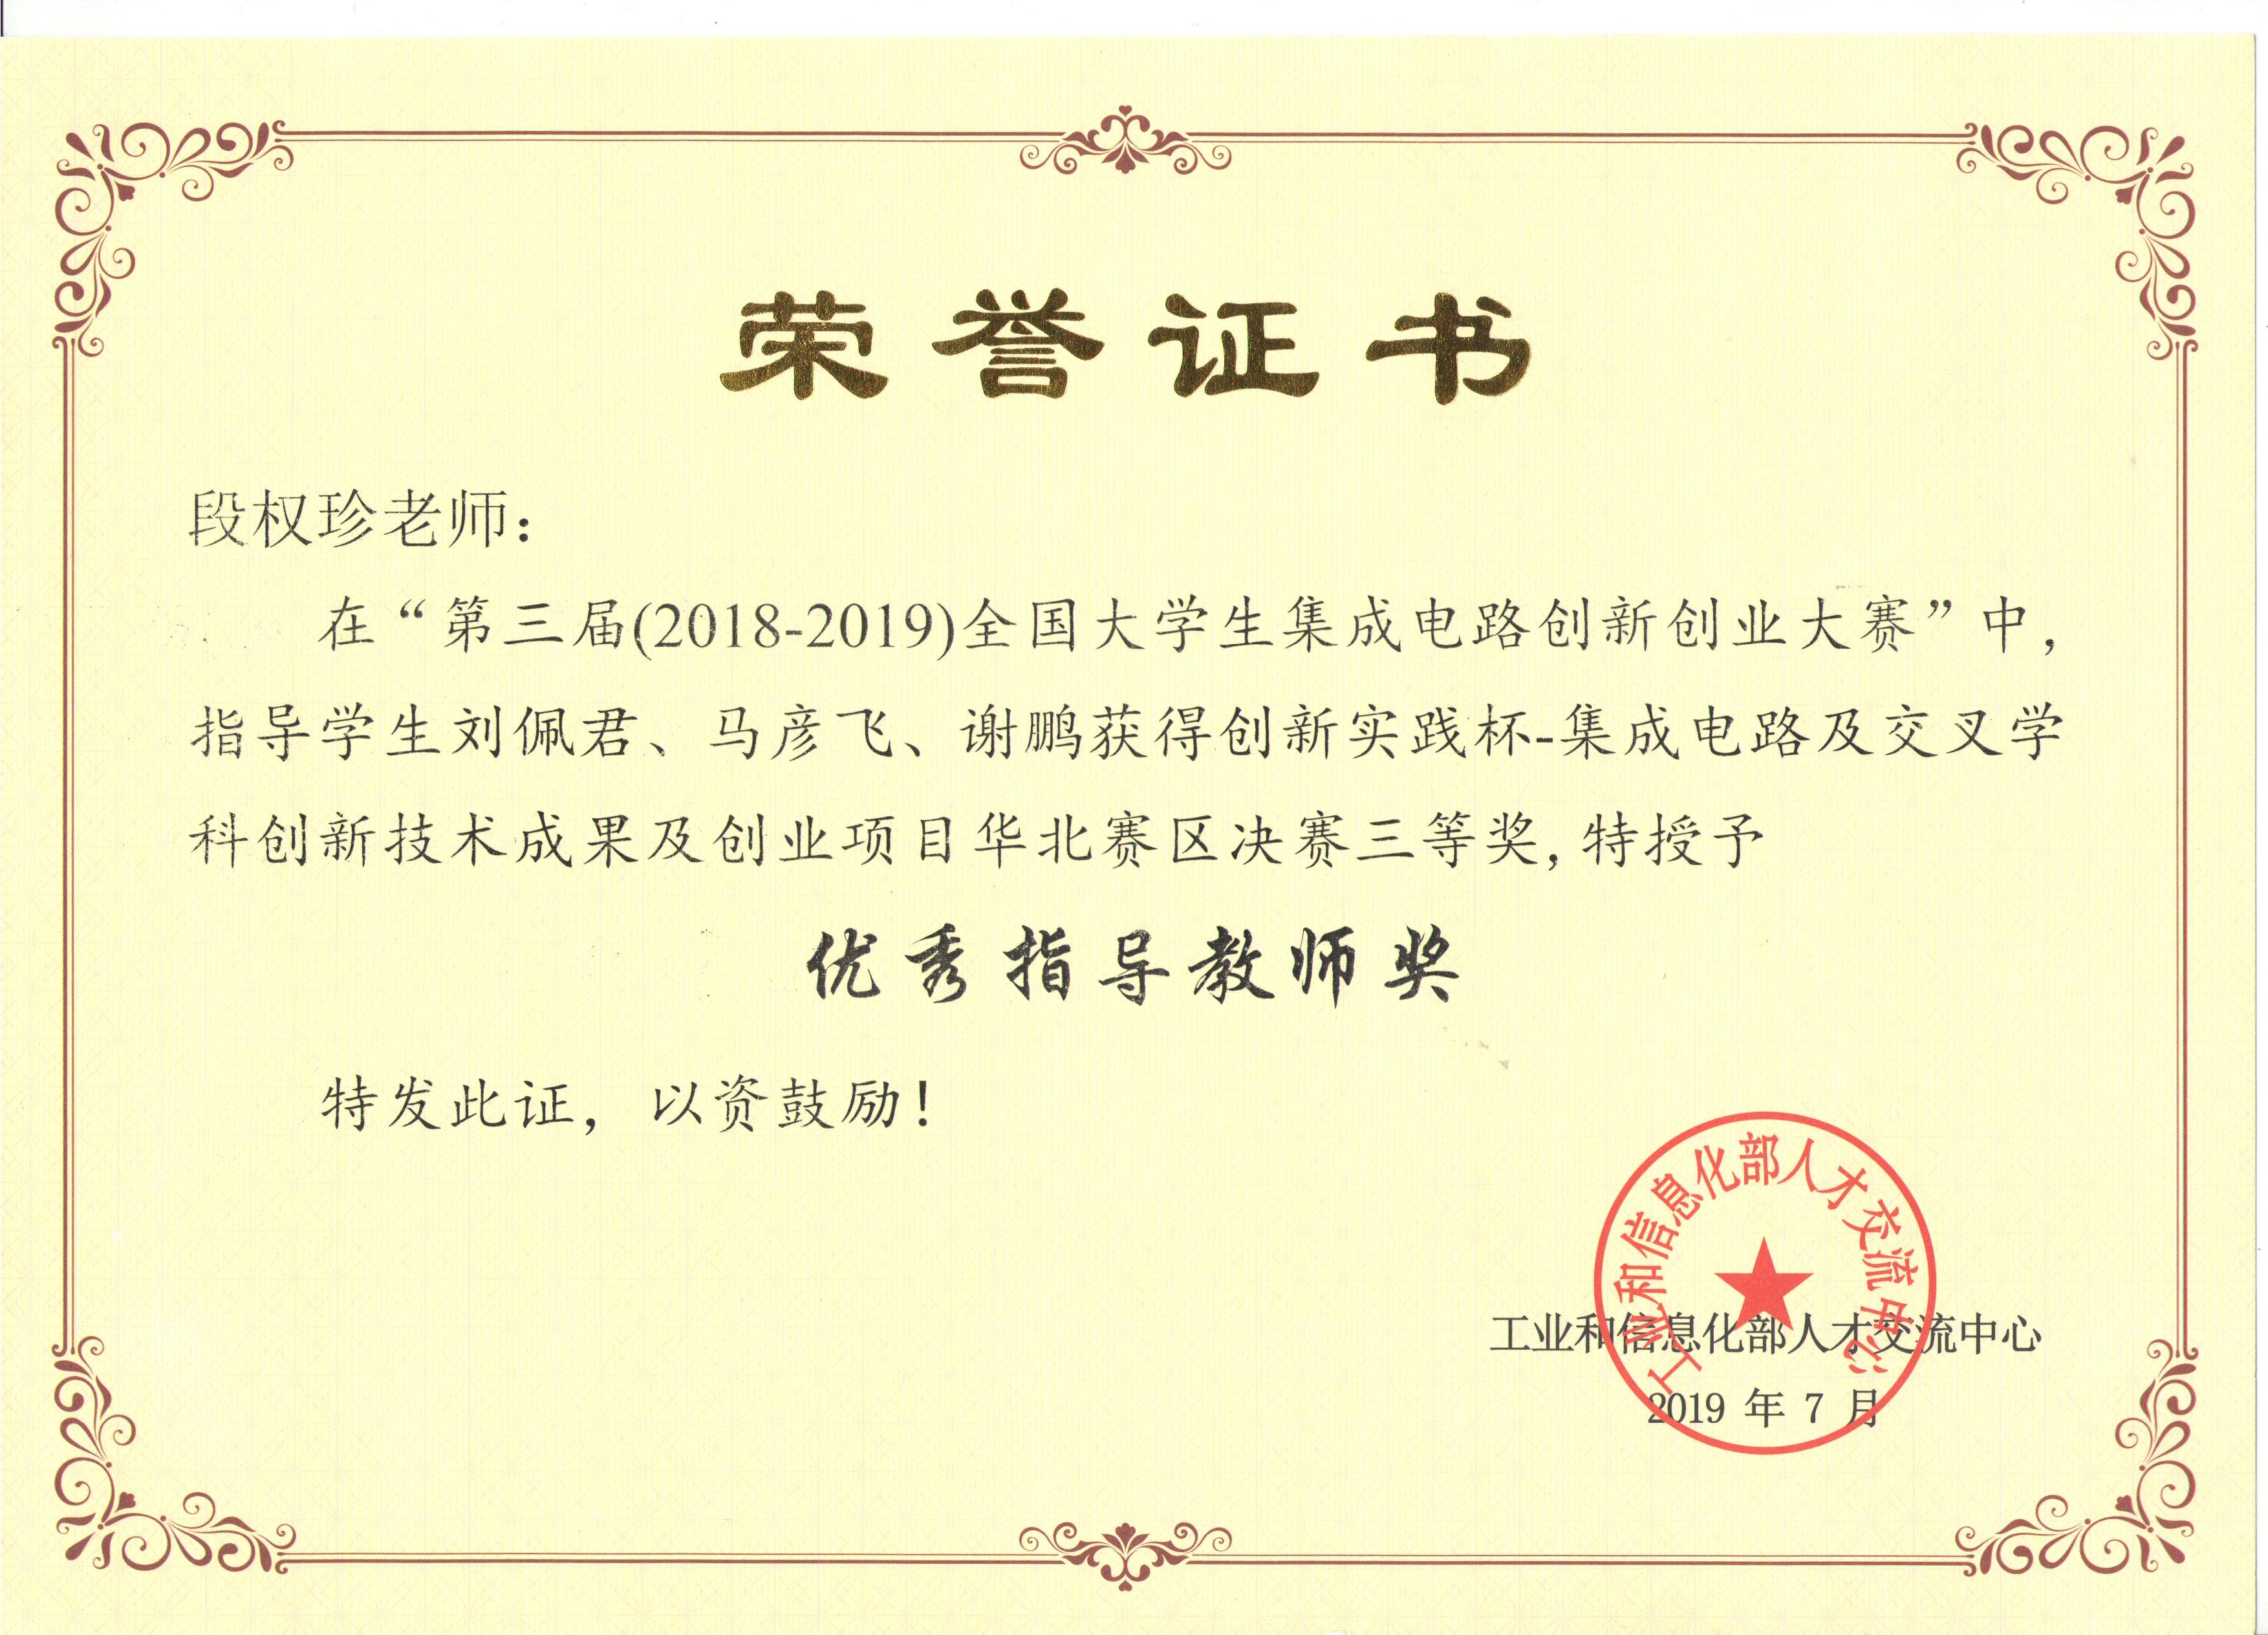 荣誉证书
段权珍老师：
在“第三届(2018-2019)全国大学生集成电路创新创业大赛”中，
指导学生刘佩君、马彦飞、谢鹏获得创新实践杯-集成电路及交叉学
科创新技术成果及创业项目华北赛区决赛三等奖，特授予
优秀指导教师奖
特发此证，以资鼓励！
工业和信息化部人才交流中心
工业和信息化部人才交流中心
2019 年 7 月